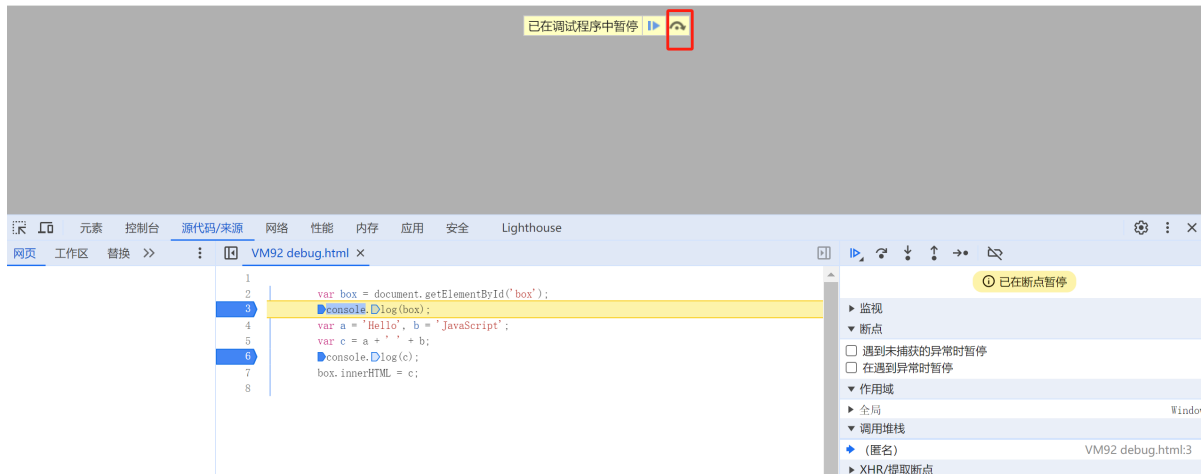 已在调试程序中暂停
元素 控制台 源代码/来源 网络 性能 内存 应用 安全 Lighthouse
网页 工作区 替换 VM92 debug.html
已在断点暂停
1
2 var box = document.getElementById('box');
3 console.log(box);
4 var a = 'Hello', b = 'JavaScript';
5 var c = a + ' ' + b;
6 console.log(c);
7 box.innerHTML = c;
8
监视
断点
遇到未捕获的异常时暂停
在遇到异常时暂停
作用域
全局 Window
调用堆栈
(匿名) VM92 debug.html:3
XHR/提取断点